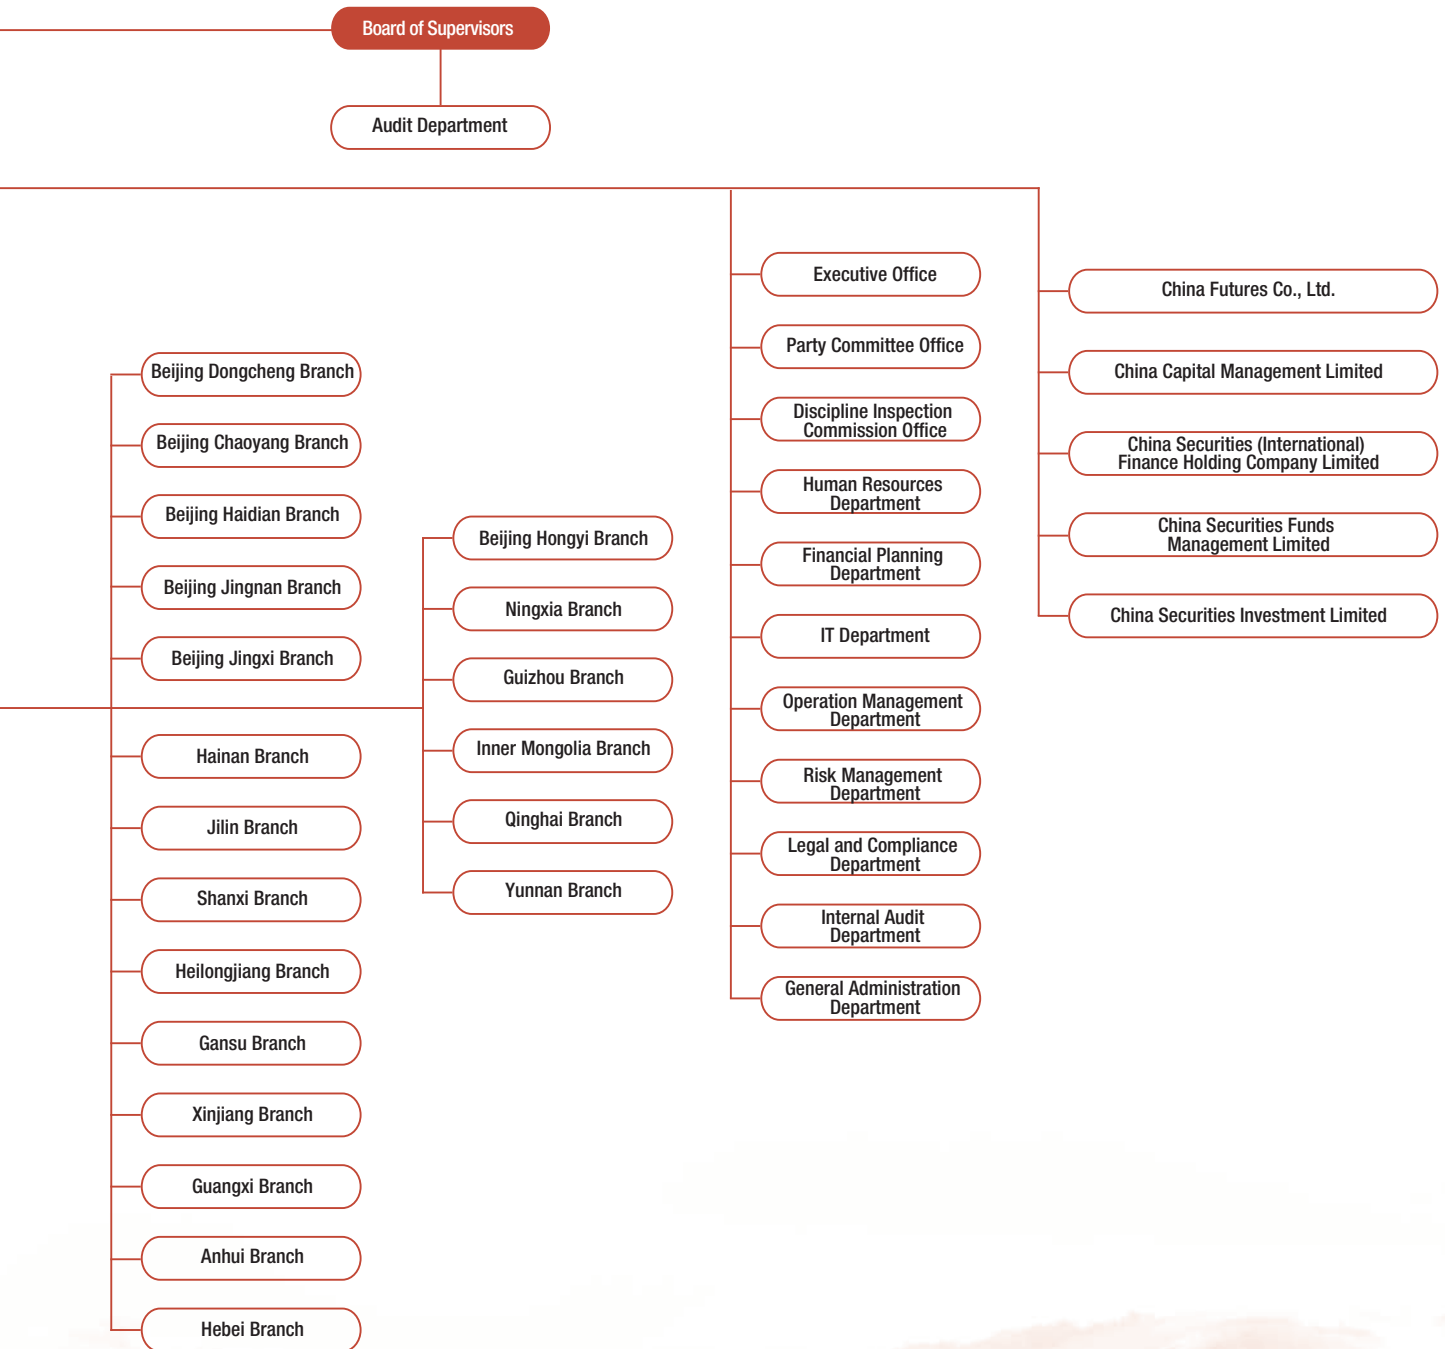 Board of Supervisors
Audit Department
Beijing Dongcheng Branch
Beijing Chaoyang Branch
Beijing Haidian Branch
Beijing Jingnan Branch
Beijing Jingxi Branch
Hainan Branch
Jilin Branch
Shanxi Branch
Heilongjiang Branch
Gansu Branch
Xinjiang Branch
Guangxi Branch
Anhui Branch
Hebei Branch
Beijing Hongyi Branch
Ningxia Branch
Guizhou Branch
Inner Mongolia Branch
Qinghai Branch
Yunnan Branch
Executive Office
Party Committee Office
Discipline Inspection
Commission Office
Human Resources
Department
Financial Planning
Department
IT Department
Operation Management
Department
Risk Management
Department
Legal and Compliance
Department
Internal Audit
Department
General Administration
Department
China Futures Co., Ltd.
China Capital Management Limited
China Securities (International)
Finance Holding Company Limited
China Securities Funds
Management Limited
China Securities Investment Limited